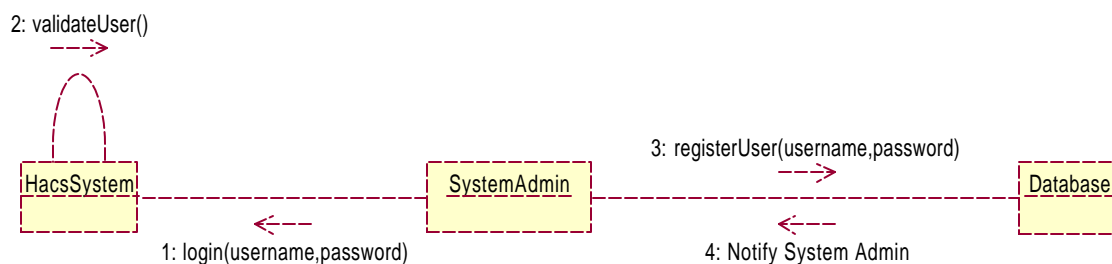 2: validateUser()
3: registerUser(username,password)
HacsSystem
SystemAdmin
Database
1: login(username,password)
4: Notify System Admin